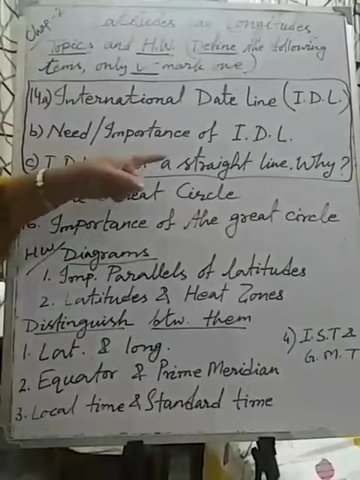 Chap: 2 Latitudes and Longitudes
Topics and H.W. (Define the following
terms, only ✓ mark one)
14a) International Date line (I.D.L.)
b) Need/Importance of I.D.L.
c) I.D.L. a straight line. Why?
Great Circle
b. Importance of the great circle
H.W. Diagrams
1. Imp. Parallels of latitudes
2. Latitudes & Heat Zones
Distinguish btw. them
1. Lat. & long.
2. Equator & Prime Meridian
3. Local time & Standard time
4) I.S.T &
G.M.T